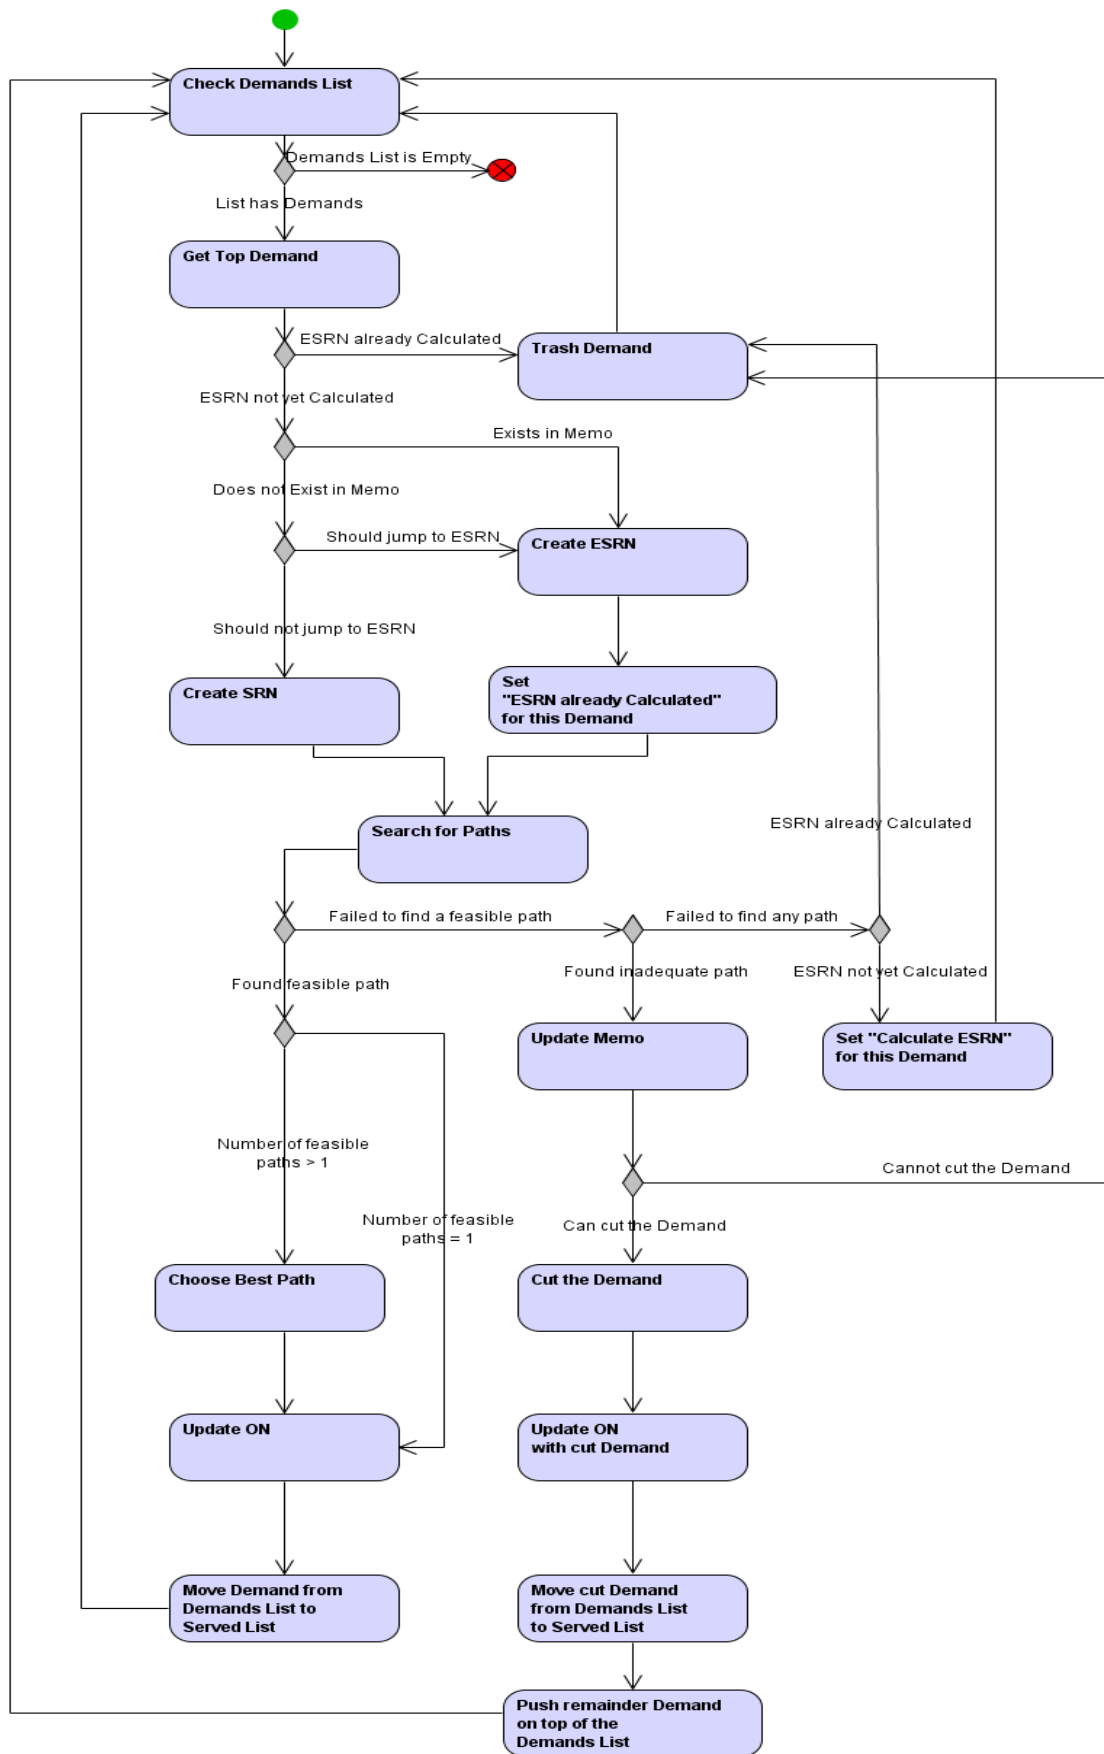 Check Demands List
Demands List is Empty
List has Demands
Get Top Demand
ESRN already Calculated
Trash Demand
ESRN not yet Calculated
Exists in Memo
Does not Exist in Memo
Should jump to ESRN
Create ESRN
Should not jump to ESRN
Create SRN
Set
"ESRN already Calculated"
for this Demand
Search for Paths
ESRN already Calculated
Failed to find a feasible path
Failed to find any path
Found feasible path
Found inadequate path
ESRN not yet Calculated
Update Memo
Set "Calculate ESRN"
for this Demand
Number of feasible
paths > 1
Cannot cut the Demand
Number of feasible
paths = 1
Can cut the Demand
Choose Best Path
Cut the Demand
Update ON
Update ON
with cut Demand
Move Demand from
Demands List to
Served List
Move cut Demand
from Demands List
to Served List
Push remainder Demand
on top of the
Demands List